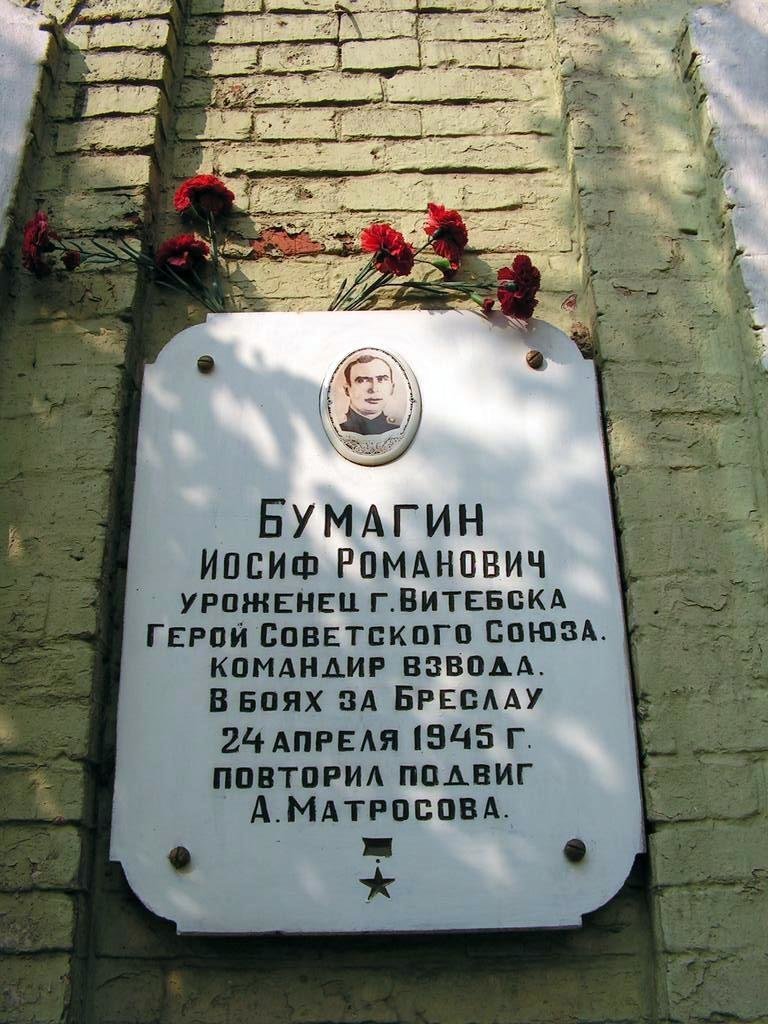 БУМАГИН
ИОСИФ РОМАНОВИЧ
УРОЖЕНЕЦ Г. ВИТЕБСКА
ГЕРОЙ СОВЕТСКОГО СОЮЗА.
КОМАНДИР ВЗВОДА.
В БОЯХ ЗА БРЕСЛАУ
24 АПРЕЛЯ 1945 Г.
ПОВТОРИЛ ПОДВИГ
А. МАТРОСОВА.